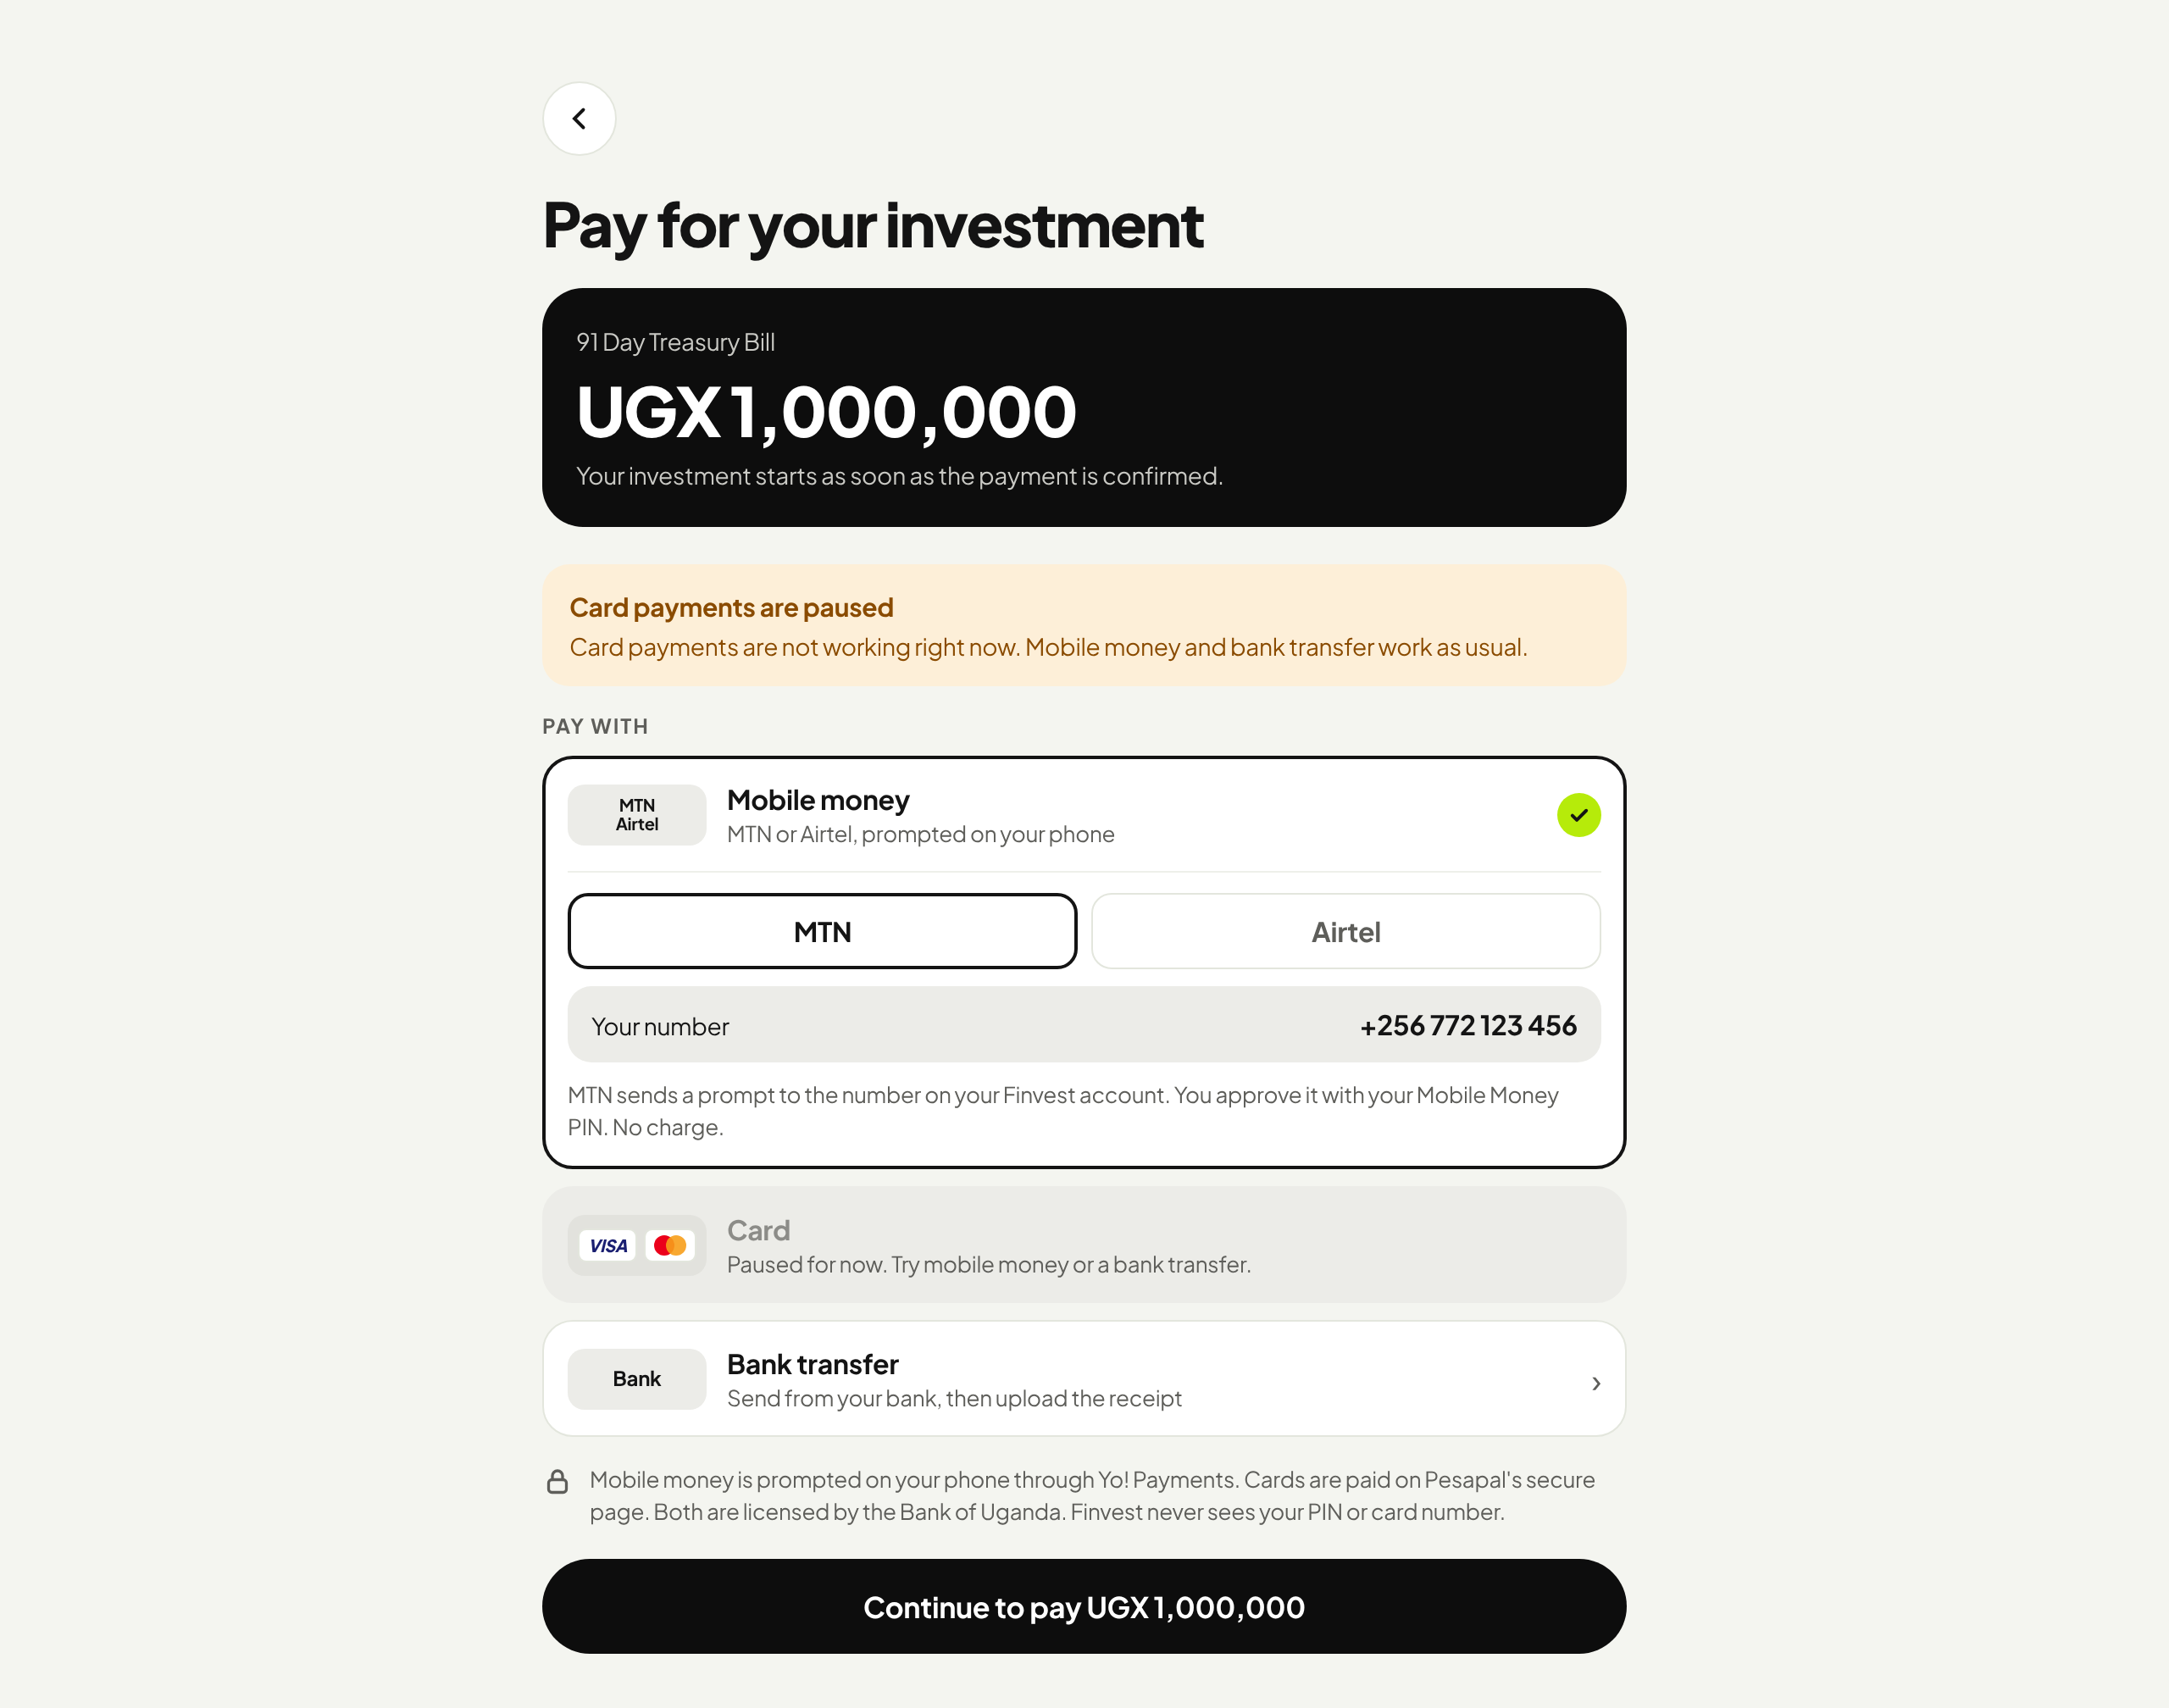 Pay for your investment
91 Day Treasury Bill
UGX 1,000,000
Your investment starts as soon as the payment is confirmed.
Card payments are paused
Card payments are not working right now. Mobile money and bank transfer work as usual.
PAY WITH
MTN
Airtel
Mobile money
MTN or Airtel, prompted on your phone
MTN
Airtel
Your number
+256 772 123 456
MTN sends a prompt to the number on your Finvest account. You approve it with your Mobile Money
PIN. No charge.
VISA
Card
Paused for now. Try mobile money or a bank transfer.
Bank
Bank transfer
Send from your bank, then upload the receipt
Mobile money is prompted on your phone through Yo! Payments. Cards are paid on Pesapal's secure
page. Both are licensed by the Bank of Uganda. Finvest never sees your PIN or card number.
Continue to pay UGX 1,000,000